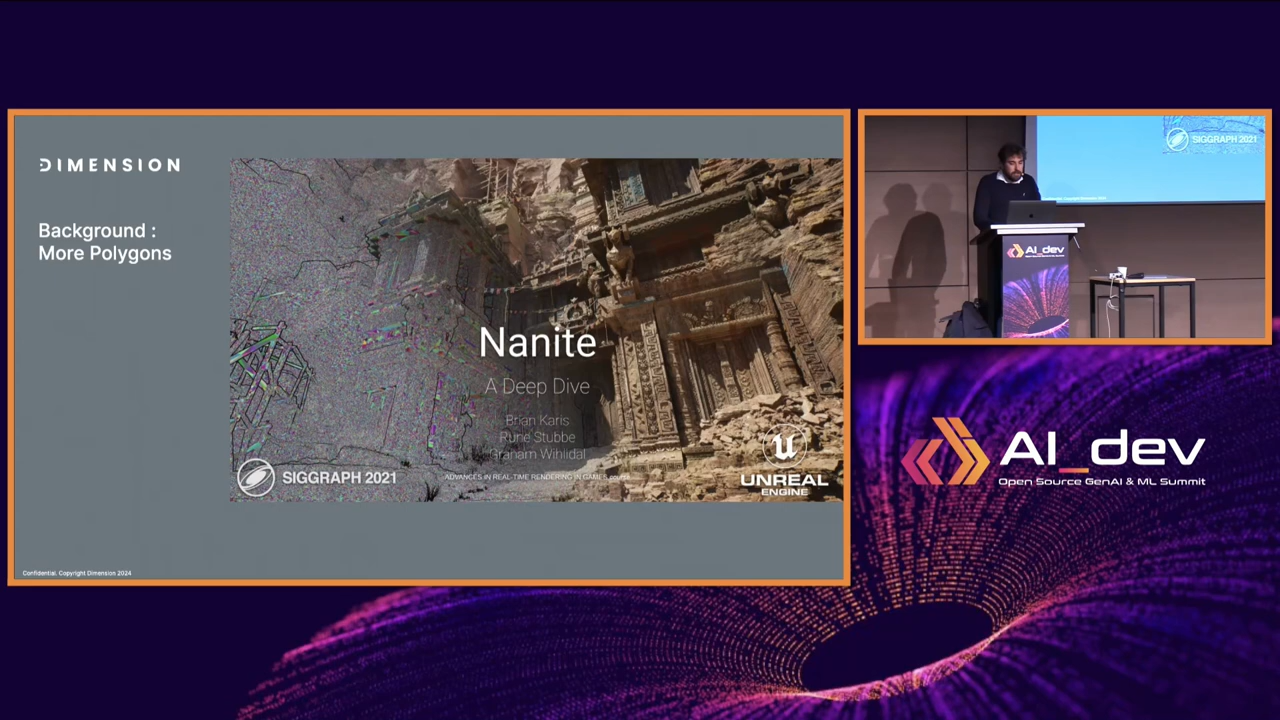 DIMENSION
Background :
More Polygons
Nanite
A Deep Dive
Brian Karis
Rune Stubbe
Graham Wihlidal
SIGGRAPH 2021
ADVANCES IN REAL-TIME RENDERING IN GAMES course
UNREAL
ENGINE
Confidential. Copyright Dimension 2024
SIGGRAPH 2021
AI_dev
AI_dev
Open Source GenAI & ML Summit